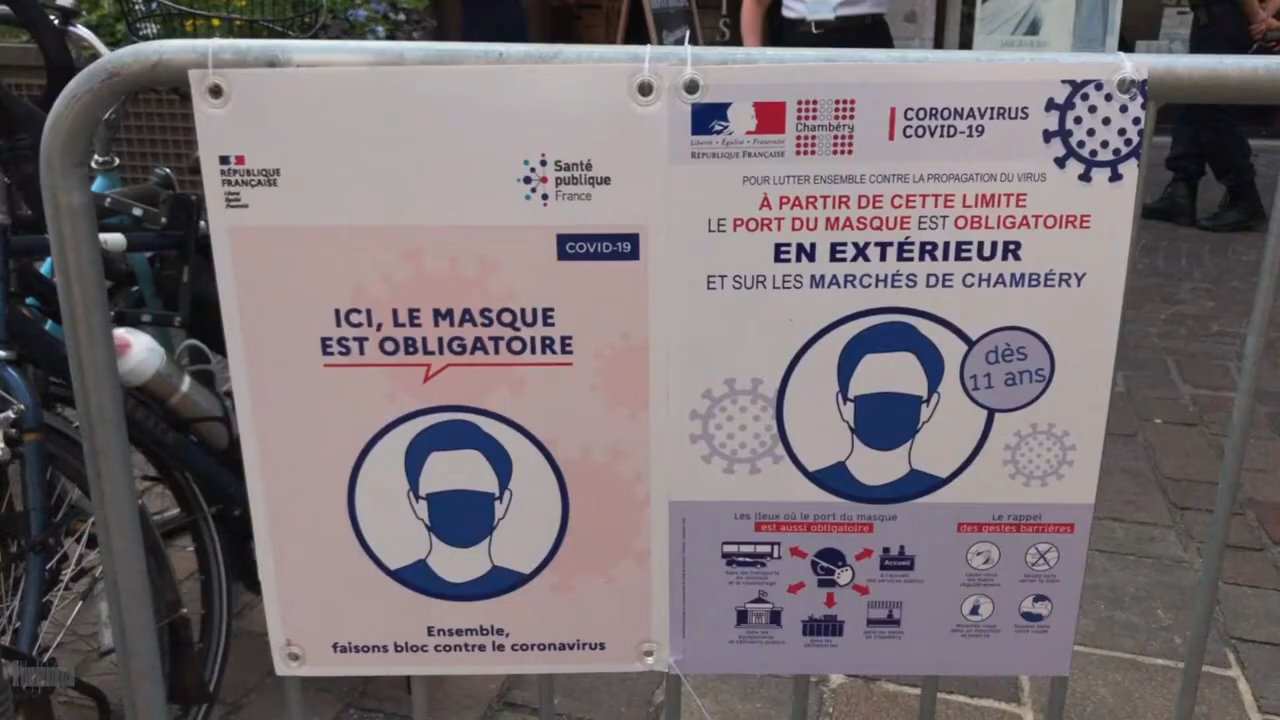 RÉPUBLIQUE
FRANÇAISE
Liberté
Égalité
Fraternité
Santé
publique
France
COVID-19
ICI, LE MASQUE
EST OBLIGATOIRE
Ensemble,
faisons bloc contre le coronavirus
Liberté • Égalité • Fraternité
RÉPUBLIQUE FRANÇAISE
Chambéry
CORONAVIRUS
COVID-19
POUR LUTTER ENSEMBLE CONTRE LA PROPAGATION DU VIRUS
À PARTIR DE CETTE LIMITE
LE PORT DU MASQUE EST OBLIGATOIRE
EN EXTÉRIEUR
ET SUR LES MARCHÉS DE CHAMBÉRY
dès
11 ans
Les lieux où le port du masque
est aussi obligatoire
Accueil
Le rappel
des gestes barrières